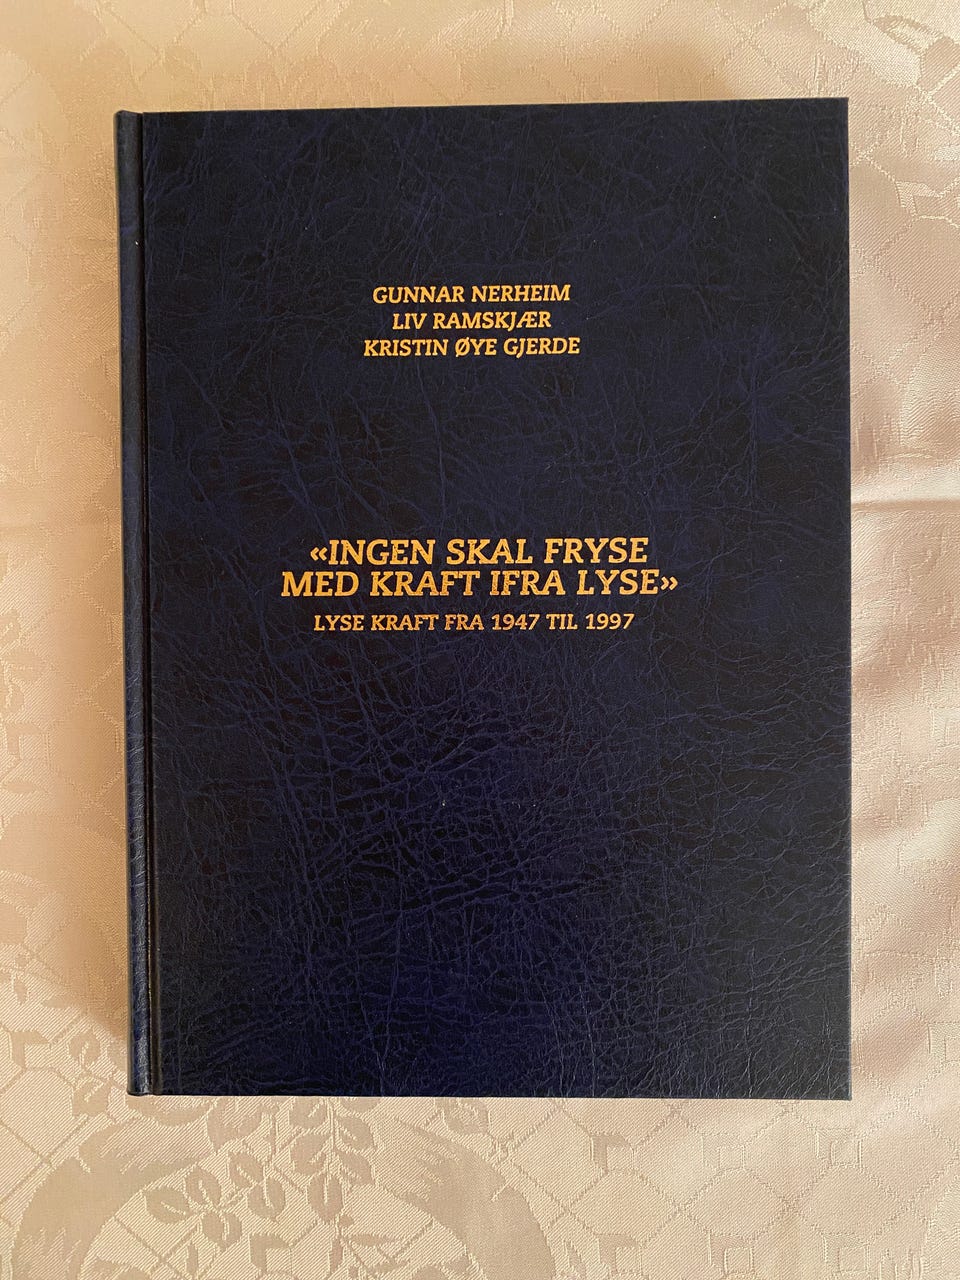 GUNNAR NERHEIM
LIV RAMSKJÆR
KRISTIN ØYE GJERDE
«INGEN SKAL FRYSE
MED KRAFT IFRA LYSE»
LYSE KRAFT FRA 1947 TIL 1997